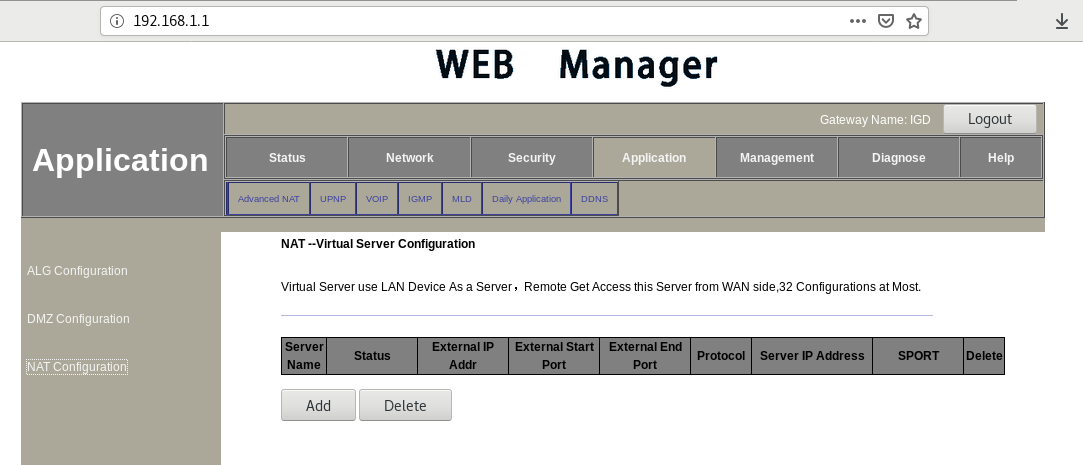 192.168.1.1
WEB Manager
Application
Gateway Name: IGD Logout
Status Network Security Application Management Diagnose Help
Advanced NAT UPNP VOIP IGMP MLD Daily Application DDNS
ALG Configuration
DMZ Configuration
NAT Configuration
NAT --Virtual Server Configuration
Virtual Server use LAN Device As a Server，Remote Get Access this Server from WAN side,32 Configurations at Most.
Server Name Status External IP Addr External Start Port External End Port Protocol Server IP Address SPORT Delete
Add Delete